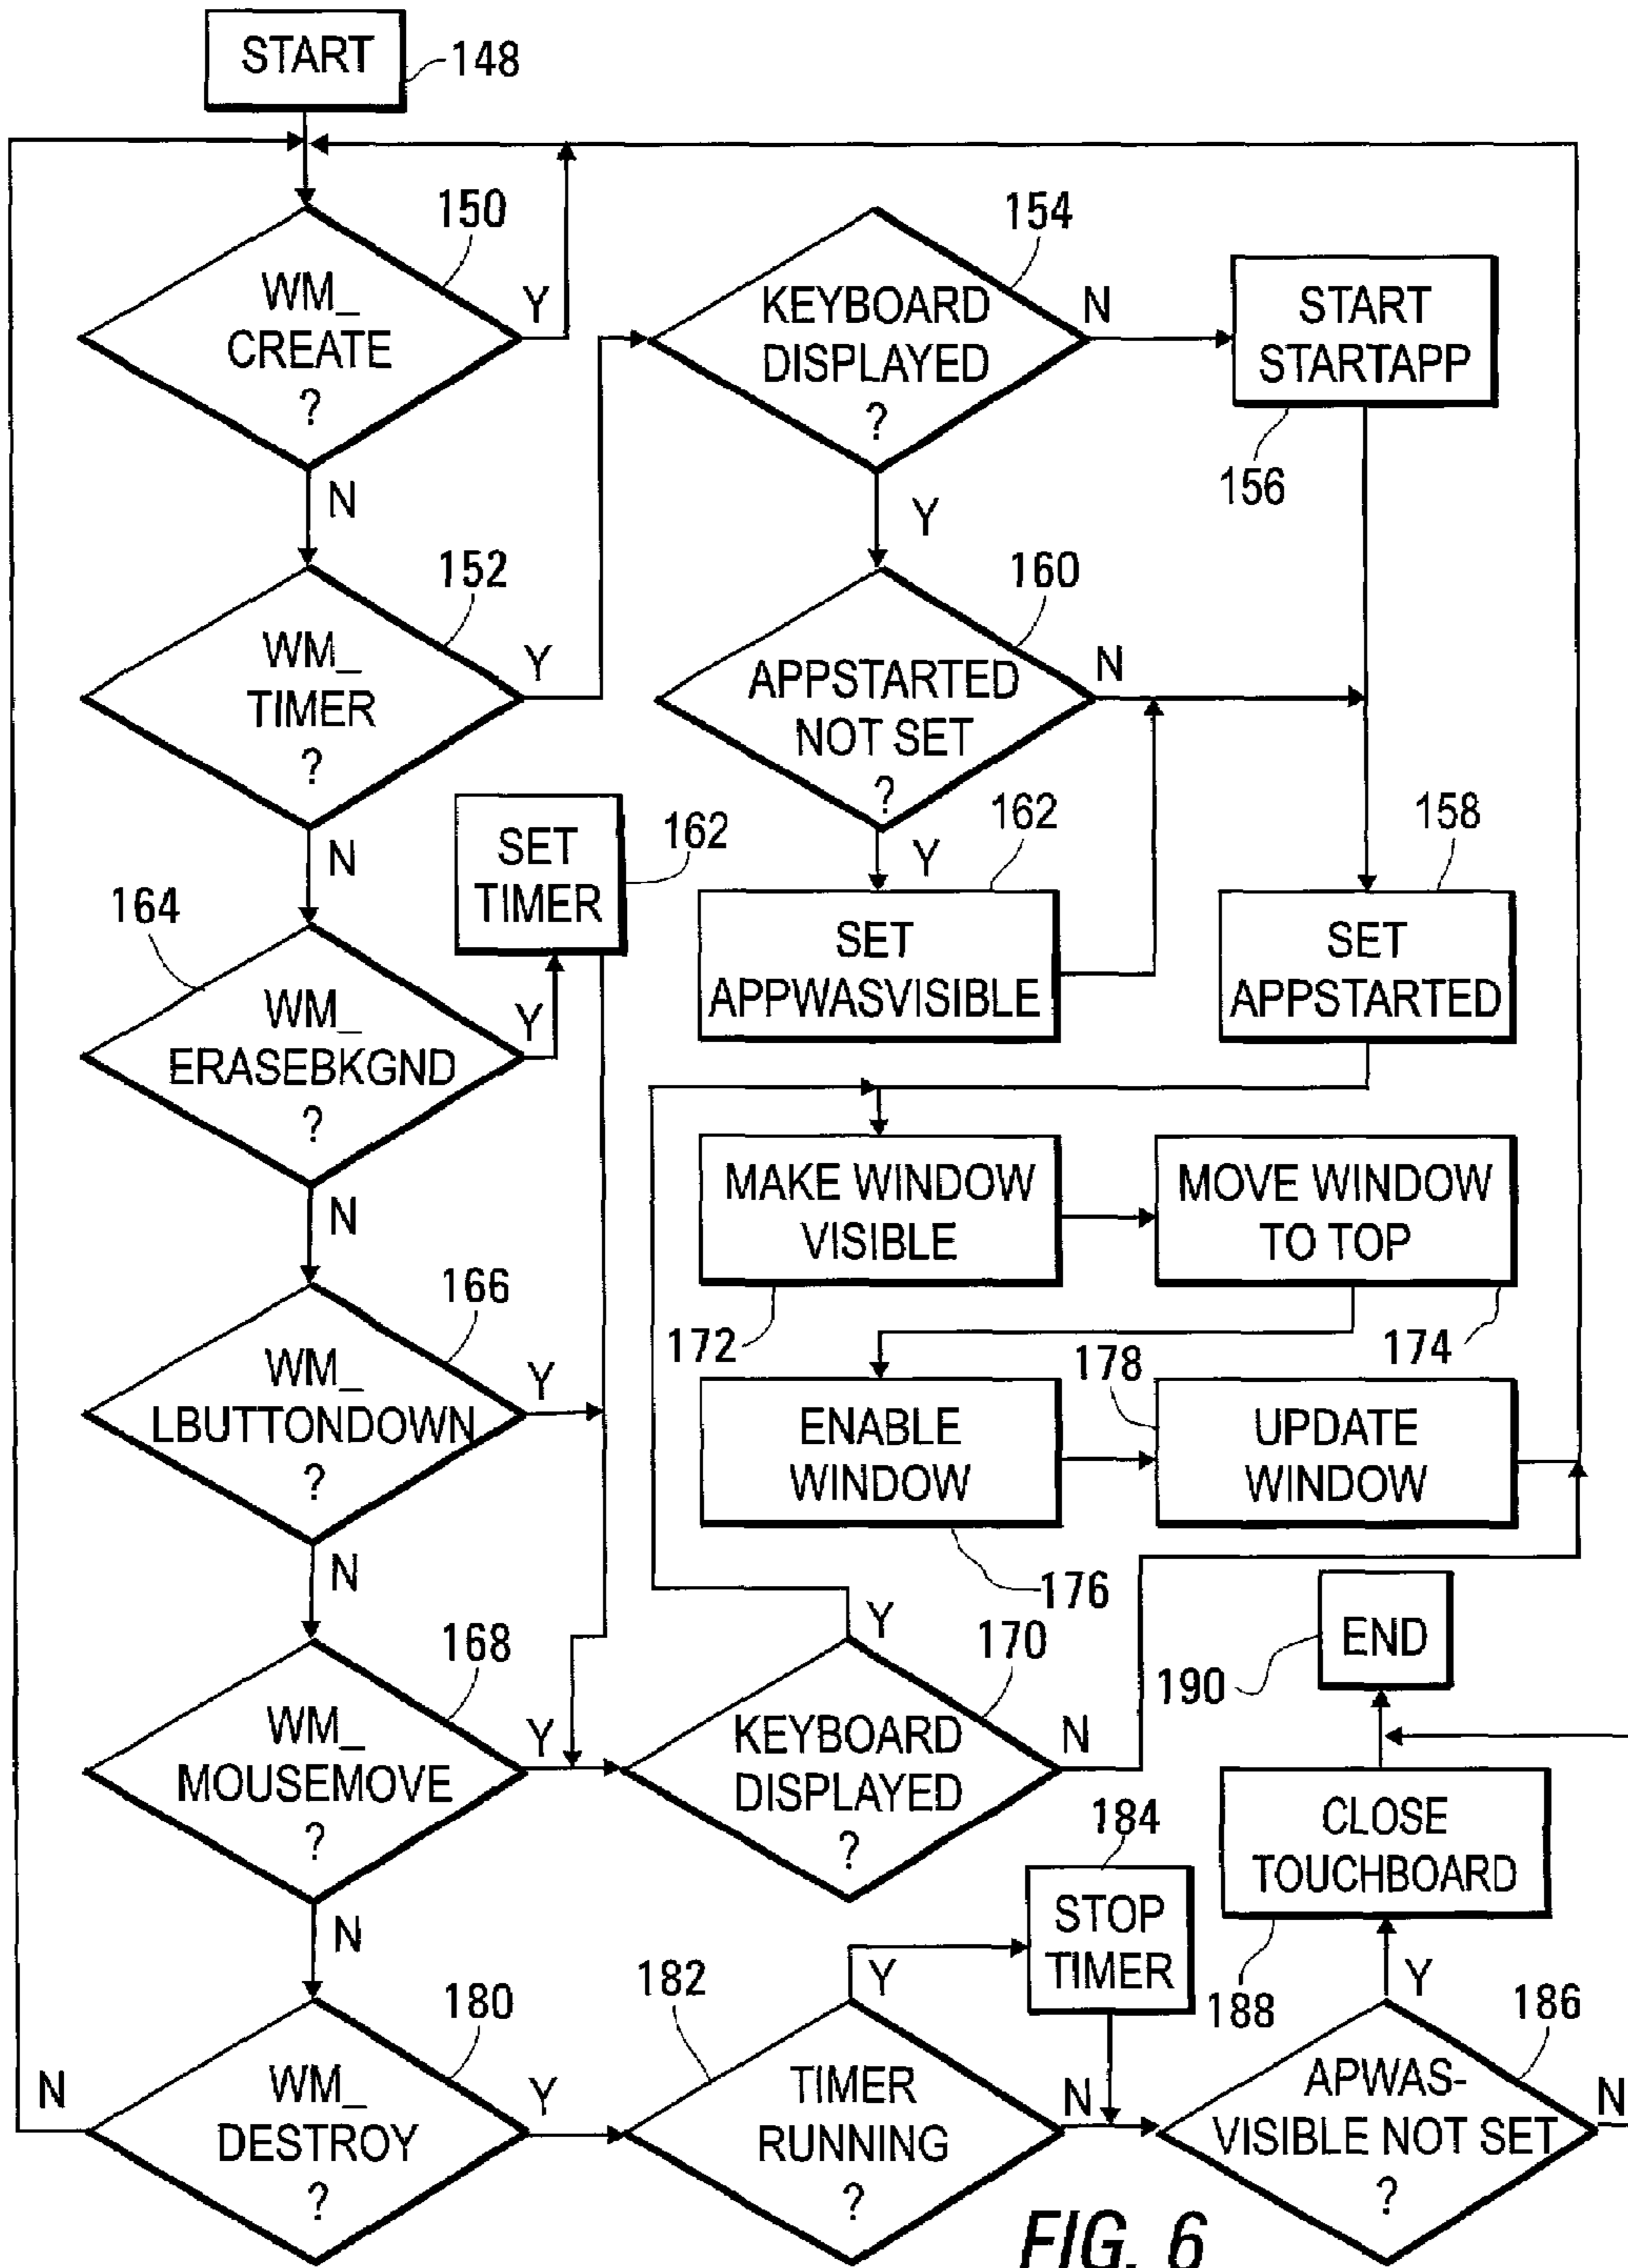 START
148
150
WM_
CREATE
?
Y
N
154
KEYBOARD
DISPLAYED
?
N
Y
START
STARTAPP
156
152
WM_
TIMER
?
Y
N
160
APPSTARTED
NOT SET
?
N
Y
SET
TIMER
162
162
SET
APPWASVISIBLE
158
SET
APPSTARTED
164
WM_
ERASEBKGND
?
Y
N
MAKE WINDOW
VISIBLE
172
MOVE WINDOW
TO TOP
174
166
WM_
LBUTTONDOWN
?
Y
N
ENABLE
WINDOW
176
178
UPDATE
WINDOW
168
WM_
MOUSEMOVE
?
Y
N
Y
170
KEYBOARD
DISPLAYED
?
N
END
190
CLOSE
TOUCHBOARD
188
184
STOP
TIMER
180
WM_
DESTROY
?
N
Y
182
TIMER
RUNNING
?
Y
N
186
APWAS-
VISIBLE NOT SET
?
Y
N
FIG. 6